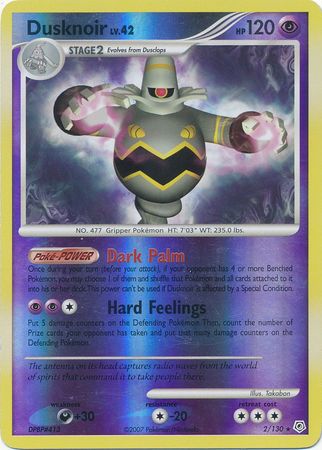 Dusknoir LV.42 HP 120
STAGE2 Evolves from Dusclops
NO. 477 Gripper Pokémon HT: 7'03" WT: 235.0 lbs.
Poké-POWER Dark Palm
Once during your turn (before your attack), if your opponent has 4 or more Benched
Pokémon, you may choose 1 of them and shuffle that Pokémon and all cards attached to it
into his or her deck. This power can't be used if Dusknoir is affected by a Special Condition.
Hard Feelings
Put 5 damage counters on the Defending Pokémon. Then, count the number of
Prize cards your opponent has taken and put that many damage counters on the
Defending Pokémon.
The antenna on its head captures radio waves from the world
of spirits that command it to take people there.
Illus. Takabon
weakness resistance retreat cost
+30 -20
DPBP#413 ©2007 Pokémon/Nintendo 2/130 ★